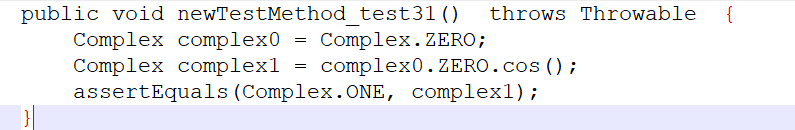 public void newTestMethod_test31()  throws Throwable  {
    Complex complex0 = Complex.ZERO;
    Complex complex1 = complex0.ZERO.cos();
    assertEquals(Complex.ONE, complex1);
}